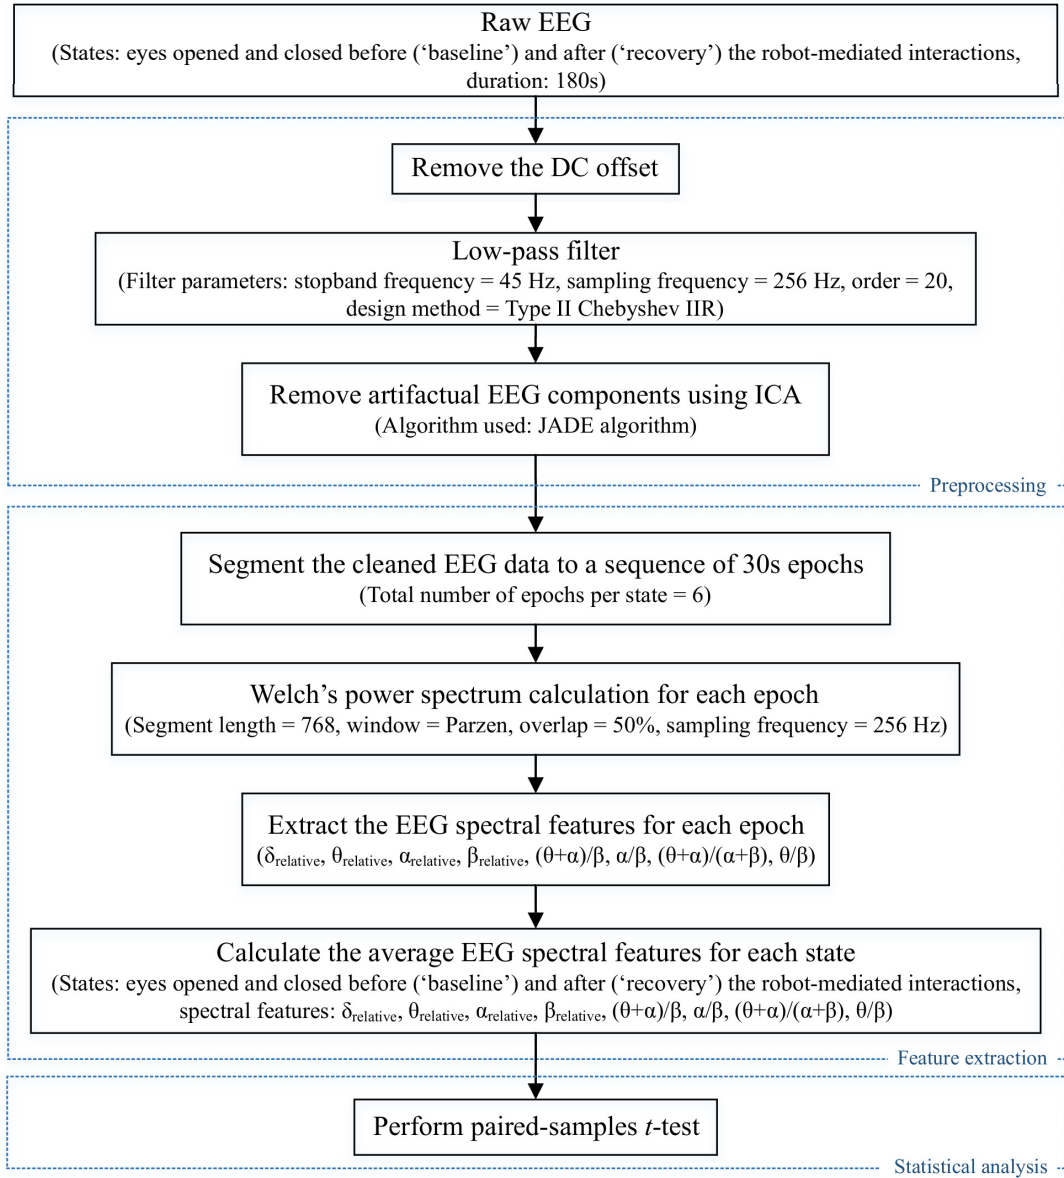 Raw EEG
(States: eyes opened and closed before (‘baseline’) and after (‘recovery’) the robot-mediated interactions,
duration: 180s)
Remove the DC offset
Low-pass filter
(Filter parameters: stopband frequency = 45 Hz, sampling frequency = 256 Hz, order = 20,
design method = Type II Chebyshev IIR)
Remove artifactual EEG components using ICA
(Algorithm used: JADE algorithm)
Preprocessing
Segment the cleaned EEG data to a sequence of 30s epochs
(Total number of epochs per state = 6)
Welch’s power spectrum calculation for each epoch
(Segment length = 768, window = Parzen, overlap = 50%, sampling frequency = 256 Hz)
Extract the EEG spectral features for each epoch
(δrelative, θrelative, αrelative, βrelative, (θ+α)/β, α/β, (θ+α)/(α+β), θ/β)
Calculate the average EEG spectral features for each state
(States: eyes opened and closed before (‘baseline’) and after (‘recovery’) the robot-mediated interactions,
spectral features: δrelative, θrelative, αrelative, βrelative, (θ+α)/β, α/β, (θ+α)/(α+β), θ/β)
Feature extraction
Perform paired-samples t-test
Statistical analysis